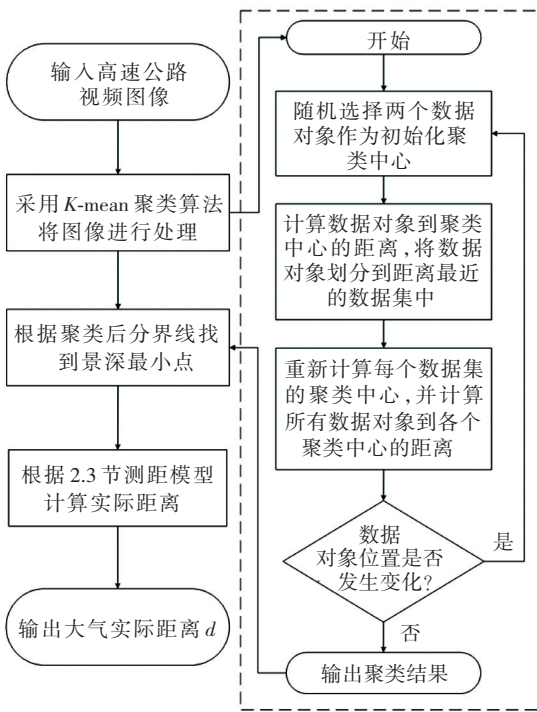 输入高速公路
视频图像
采用K-mean聚类算法
将图像进行处理
根据聚类后分界线找
到景深最小点
根据2.3节测距模型
计算实际距离
输出大气实际距离d
开始
随机选择两个数据
对象作为初始化聚
类中心
计算数据对象到聚类
中心的距离,将数据
对象划分到距离最近
的数据集中
重新计算每个数据集
的聚类中心,并计算
所有数据对象到各个
聚类中心的距离
数据
对象位置是否
发生变化?
是
否
输出聚类结果